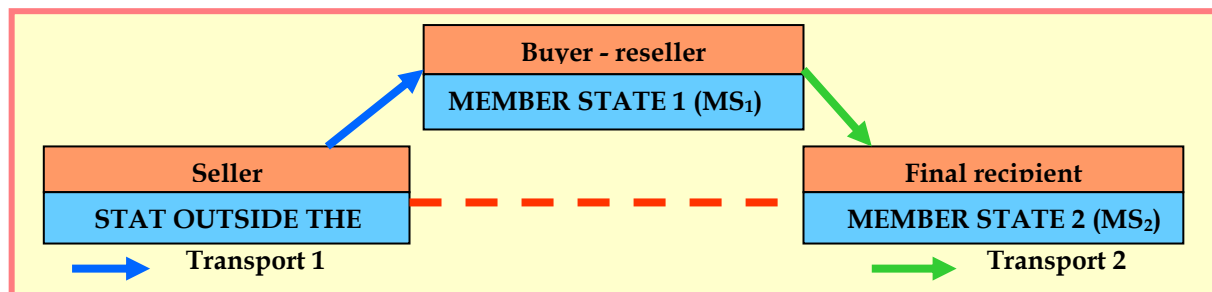 Buyer - reseller
MEMBER STATE 1 (MS₁)
Seller
STAT OUTSIDE THE
Final recipient
MEMBER STATE 2 (MS₂)
Transport 1
Transport 2